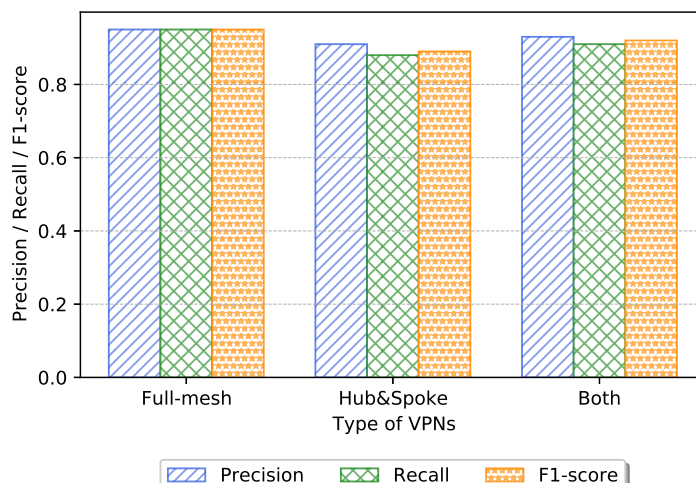 Precision / Recall / F1-score
0.8
0.6
0.4
0.2
0.0
Full-mesh Hub&Spoke Both
Type of VPNs
Precision Recall F1-score